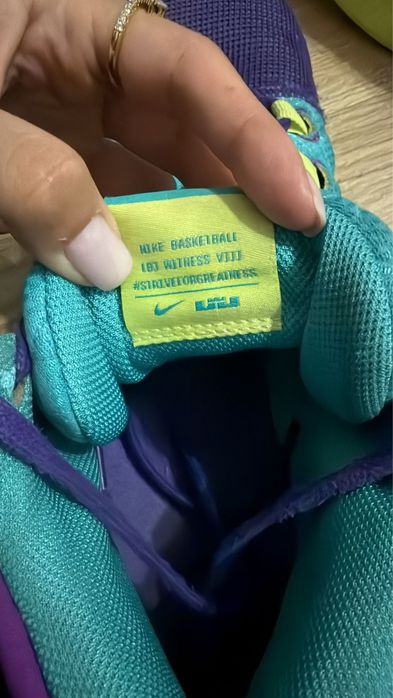 NIKE BASKETBALL
LBJ WITNESS VIII
#STRIVEFORGREATNESS